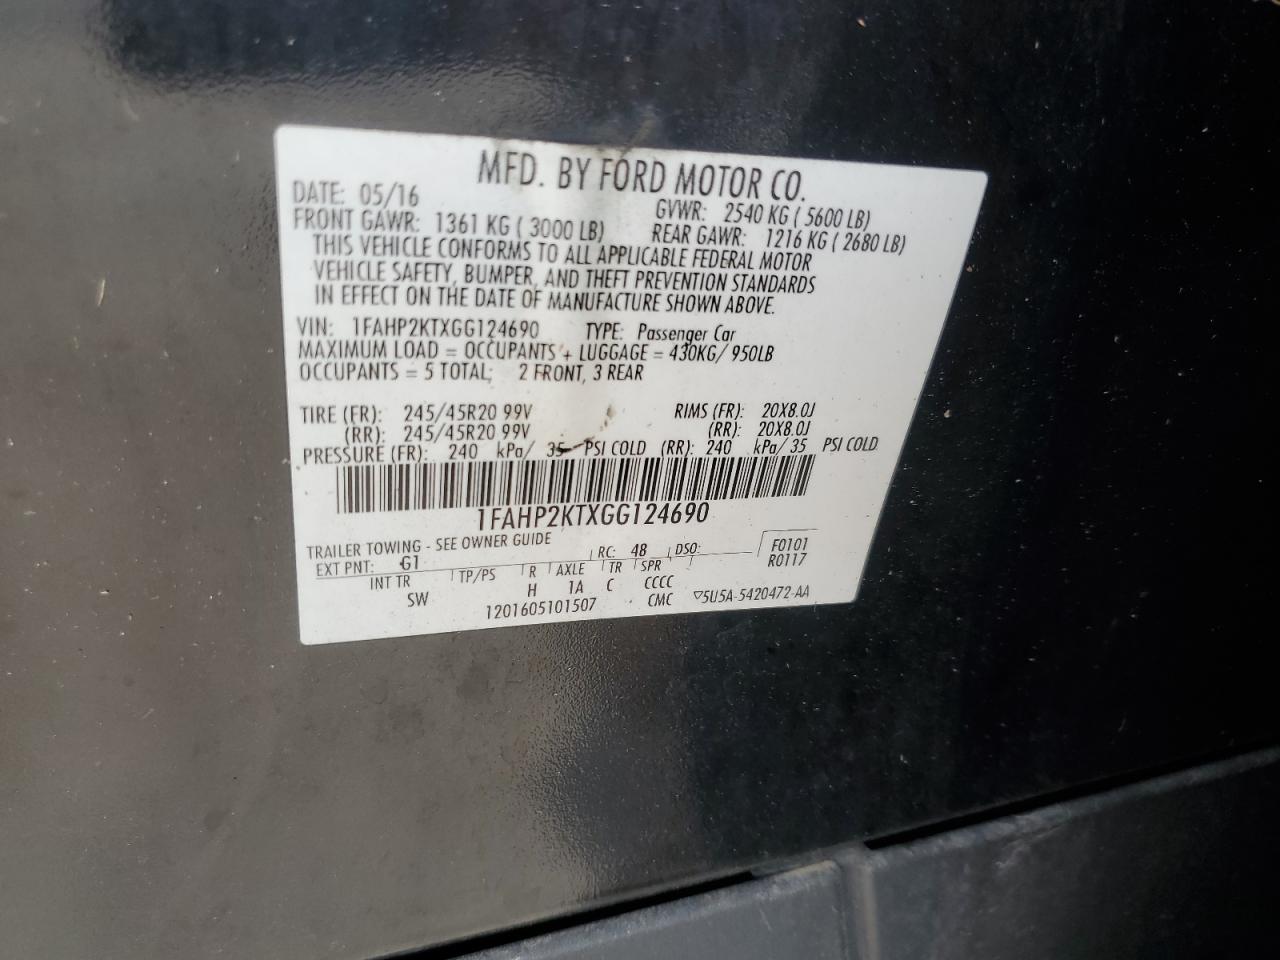 MFD. BY FORD MOTOR CO.
DATE: 05/16 GVWR: 2540 KG ( 5600 LB)
FRONT GAWR: 1361 KG ( 3000 LB) REAR GAWR: 1216 KG ( 2680 LB)
THIS VEHICLE CONFORMS TO ALL APPLICABLE FEDERAL MOTOR
VEHICLE SAFETY, BUMPER, AND THEFT PREVENTION STANDARDS
IN EFFECT ON THE DATE OF MANUFACTURE SHOWN ABOVE.
VIN: 1FAHP2KTXGG124690 TYPE: Passenger Car
MAXIMUM LOAD = OCCUPANTS + LUGGAGE = 430KG/ 950LB
OCCUPANTS = 5 TOTAL; 2 FRONT, 3 REAR
TIRE (FR): 245/45R20 99V RIMS (FR): 20X8.0J
(RR): 245/45R20 99V (RR): 20X8.0J
PRESSURE (FR): 240 kPa/ 35 PSI COLD (RR): 240 kPa/ 35 PSI COLD
1FAHP2KTXGG124690
TRAILER TOWING - SEE OWNER GUIDE
EXT PNT: G1 RC: 48 DSO: F0101
R0117
INT TR TP/PS R AXLE TR SPR
SW H 1A C CCCC
1201605101507 CMC ▽5U5A-5420472-AA